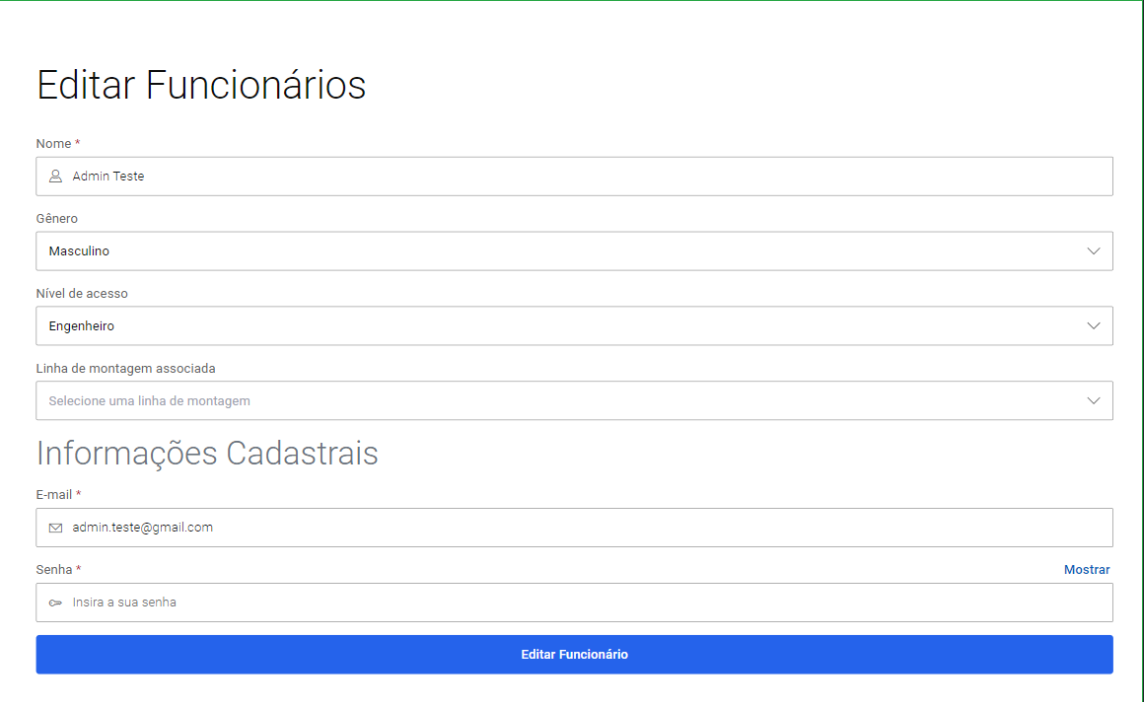 Editar Funcionários
Nome *
Admin Teste
Gênero
Masculino
Nível de acesso
Engenheiro
Linha de montagem associada
Selecione uma linha de montagem
Informações Cadastrais
E-mail *
admin.teste@gmail.com
Senha * Mostrar
Insira a sua senha
Editar Funcionário